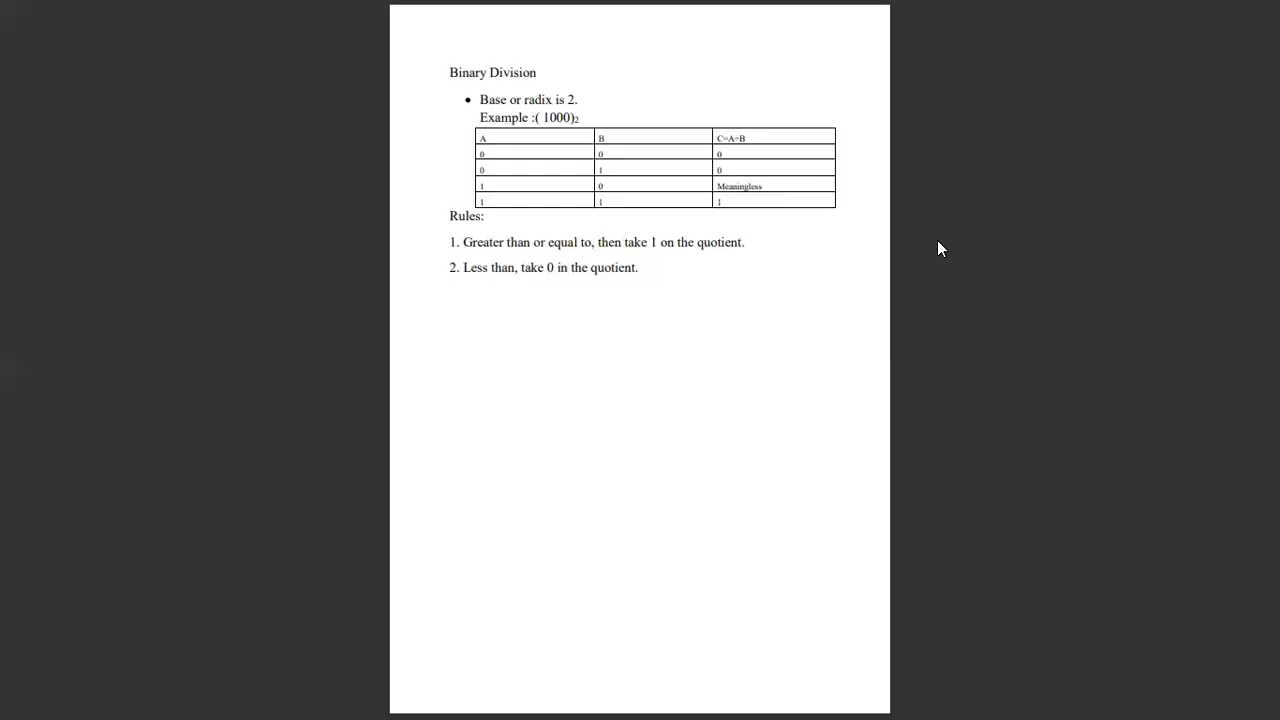 Binary Division
• Base or radix is 2.
Example :( 1000)₂
A B C=A÷B
0 0 0
0 1 0
1 0 Meaningless
1 1 1
Rules:
1. Greater than or equal to, then take 1 on the quotient.
2. Less than, take 0 in the quotient.